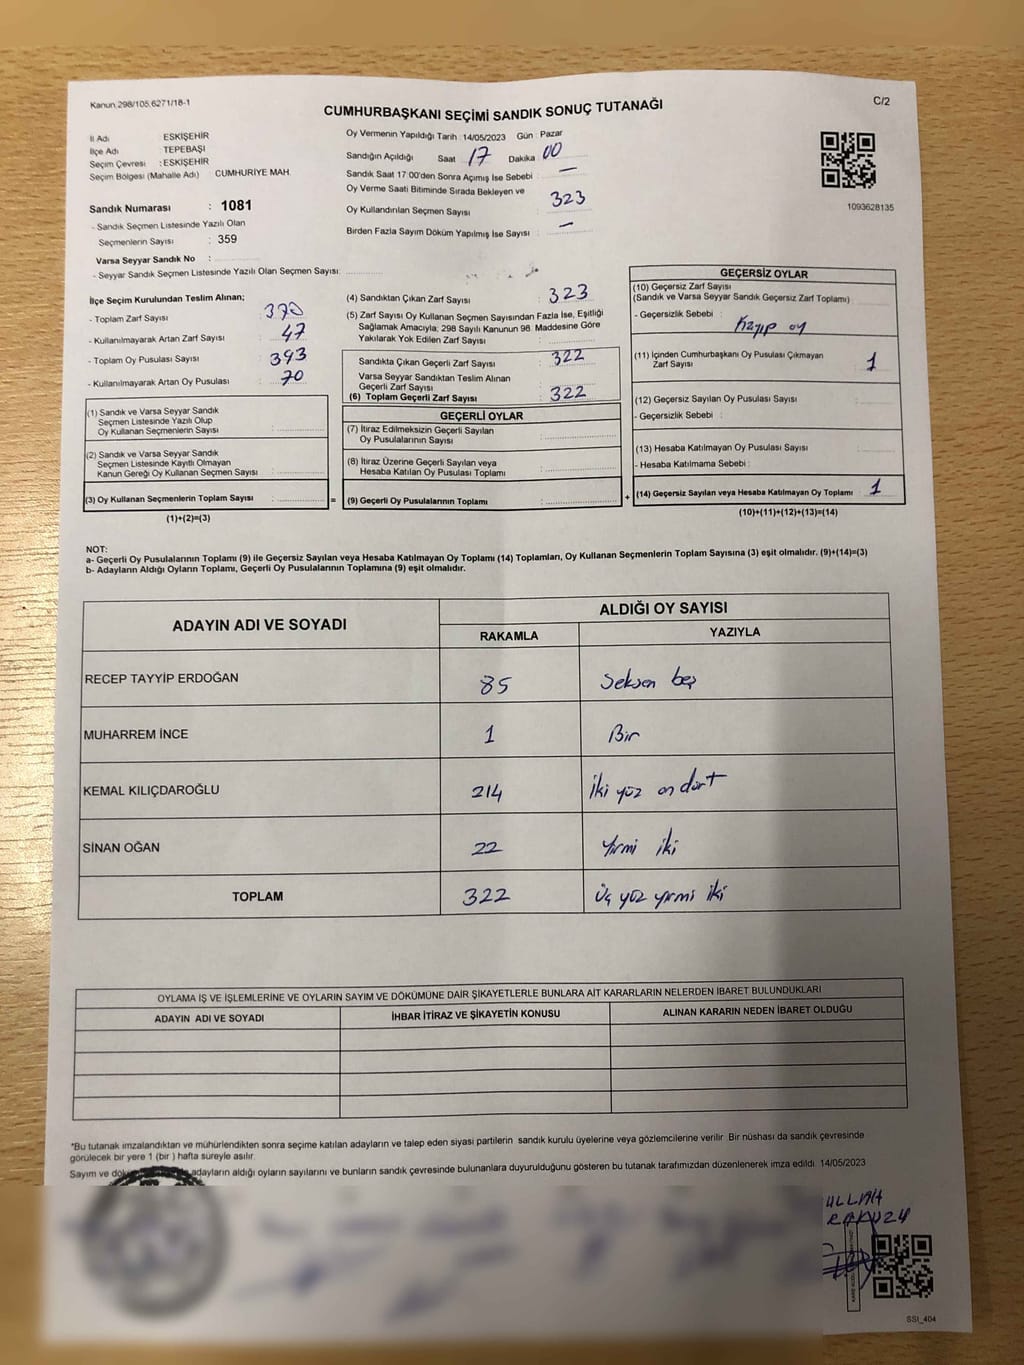 Kanun 298/105,6271/18-1
CUMHURBAŞKANI SEÇİMİ SANDIK SONUÇ TUTANAĞI
C/2
İl Adı ESKİŞEHİR
İlçe Adı TEPEBAŞI
Seçim Çevresi : ESKİŞEHİR
Seçim Bölgesi (Mahalle Adı) CUMHURİYE MAH.
Sandık Numarası : 1081
- Sandık Seçmen Listesinde Yazılı Olan
Seçmenlerin Sayısı : 359
Varsa Seyyar Sandık No :
- Seyyar Sandık Seçmen Listesinde Yazılı Olan Seçmen Sayısı:
Oy Vermenin Yapıldığı Tarih : 14/05/2023 Gün : Pazar
Sandığın Açıldığı Saat 17 Dakika 00
Sandık Saat 17:00'den Sonra Açımış İse Sebebi : —
Oy Verme Saati Bitiminde Sırada Bekleyen ve
Oy Kullandırılan Seçmen Sayısı : 323
Birden Fazla Sayım Döküm Yapılmış İse Sayısı : —
1093628135
İlçe Seçim Kurulundan Teslim Alınan;
- Toplam Zarf Sayısı : 370
- Kullanılmayarak Artan Zarf Sayısı : 47
- Toplam Oy Pusulası Sayısı : 393
- Kullanılmayarak Artan Oy Pusulası : 70
(1) Sandık ve Varsa Seyyar Sandık
Seçmen Listesinde Yazılı Olup
Oy Kullanan Seçmenlerin Sayısı :
(2) Sandık ve Varsa Seyyar Sandık
Seçmen Listesinde Kayıtlı Olmayan
Kanun Gereği Oy Kullanan Seçmen Sayısı :
(3) Oy Kullanan Seçmenlerin Toplam Sayısı : =
(1)+(2)=(3)
(4) Sandıktan Çıkan Zarf Sayısı : 323
(5) Zarf Sayısı Oy Kullanan Seçmen Sayısından Fazla İse, Eşitliği
Sağlamak Amacıyla; 298 Sayılı Kanunun 98. Maddesine Göre
Yakılarak Yok Edilen Zarf Sayısı :
Sandıkta Çıkan Geçerli Zarf Sayısı : 322
Varsa Seyyar Sandıktan Teslim Alınan
Geçerli Zarf Sayısı :
(6) Toplam Geçerli Zarf Sayısı : 322
GEÇERLİ OYLAR
(7) İtiraz Edilmeksizin Geçerli Sayılan
Oy Pusulalarının Sayısı :
(8) İtiraz Üzerine Geçerli Sayılan veya
Hesaba Katılan Oy Pusulası Toplamı :
(9) Geçerli Oy Pusulalarının Toplamı : +
GEÇERSİZ OYLAR
(10) Geçersiz Zarf Sayısı
(Sandık ve Varsa Seyyar Sandık Geçersiz Zarf Toplamı)
- Geçersizlik Sebebi : Kayıp oy
(11) İçinden Cumhurbaşkanı Oy Pusulası Çıkmayan
Zarf Sayısı : 1
(12) Geçersiz Sayılan Oy Pusulası Sayısı
- Geçersizlik Sebebi :
(13) Hesaba Katılmayan Oy Pusulası Sayısı
- Hesaba Katılmama Sebebi :
(14) Geçersiz Sayılan veya Hesaba Katılmayan Oy Toplamı : 1
(10)+(11)+(12)+(13)=(14)
NOT:
a- Geçerli Oy Pusulalarının Toplamı (9) ile Geçersiz Sayılan veya Hesaba Katılmayan Oy Toplamı (14) Toplamları, Oy Kullanan Seçmenlerin Toplam Sayısına (3) eşit olmalıdır. (9)+(14)=(3)
b- Adayların Aldığı Oyların Toplamı, Geçerli Oy Pusulalarının Toplamına (9) eşit olmalıdır.
ADAYIN ADI VE SOYADI ALDIĞI OY SAYISI
RAKAMLA YAZIYLA
RECEP TAYYİP ERDOĞAN 85 Seksen beş
MUHARREM İNCE 1 Bir
KEMAL KILIÇDAROĞLU 214 İki yüz on dört
SİNAN OĞAN 22 Yirmi iki
TOPLAM 322 Üç yüz yirmi iki
OYLAMA İŞ VE İŞLEMLERİNE VE OYLARIN SAYIM VE DÖKÜMÜNE DAİR ŞİKAYETLERLE BUNLARA AİT KARARLARIN NELERDEN İBARET BULUNDUKLARI
ADAYIN ADI VE SOYADI İHBAR İTİRAZ VE ŞİKAYETİN KONUSU ALINAN KARARIN NEDEN İBARET OLDUĞU
*Bu tutanak imzalandıktan ve mühürlendikten sonra seçime katılan adayların ve talep eden siyasi partilerin sandık kurulu üyelerine veya gözlemcilerine verilir. Bir nüshası da sandık çevresinde
görülecek bir yere 1 (bir ) hafta süreyle asılır.
Sayım ve adayların aldığı oyların sayılarını ve bunların sandık çevresinde bulunanlara duyurulduğunu gösteren bu tutanak tarafımızdan düzenlenerek imza edildi. 14/05/2023
ULLAH
RAKUZU
SSI_404